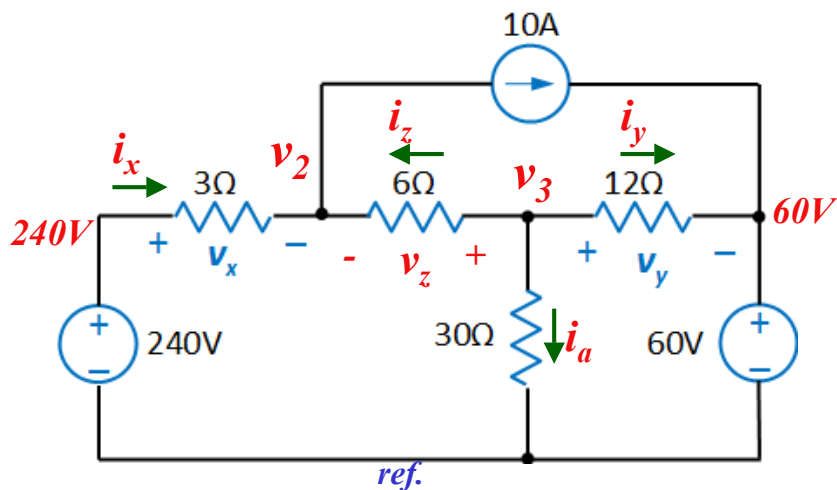 10A
i_z
i_y
i_x
v_2
3Ω
6Ω
v_3
12Ω
240V
60V
+ v_x −
- v_z +
+ v_y −
+
−
240V
30Ω
i_a
60V
+
−
ref.